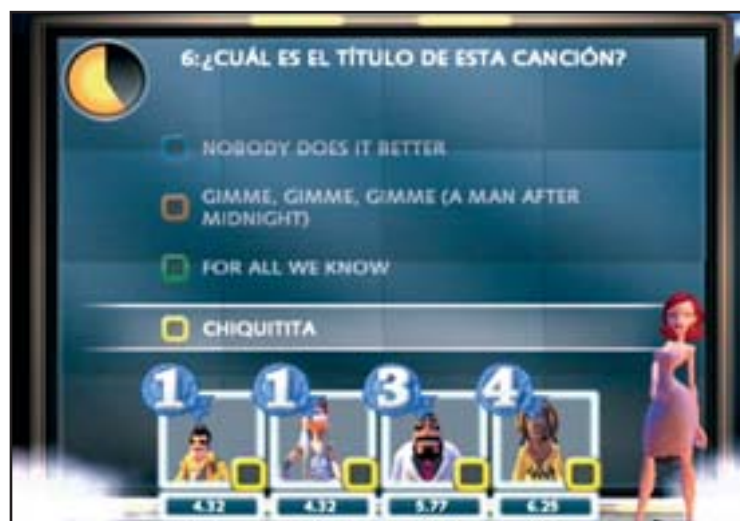 6:¿CUÁL ES EL TÍTULO DE ESTA CANCIÓN?
NOBODY DOES IT BETTER
GIMME, GIMME, GIMME (A MAN AFTER
MIDNIGHT)
FOR ALL WE KNOW
CHIQUITITA
1 1 3 4
4.32 4.32 5.77 6.25